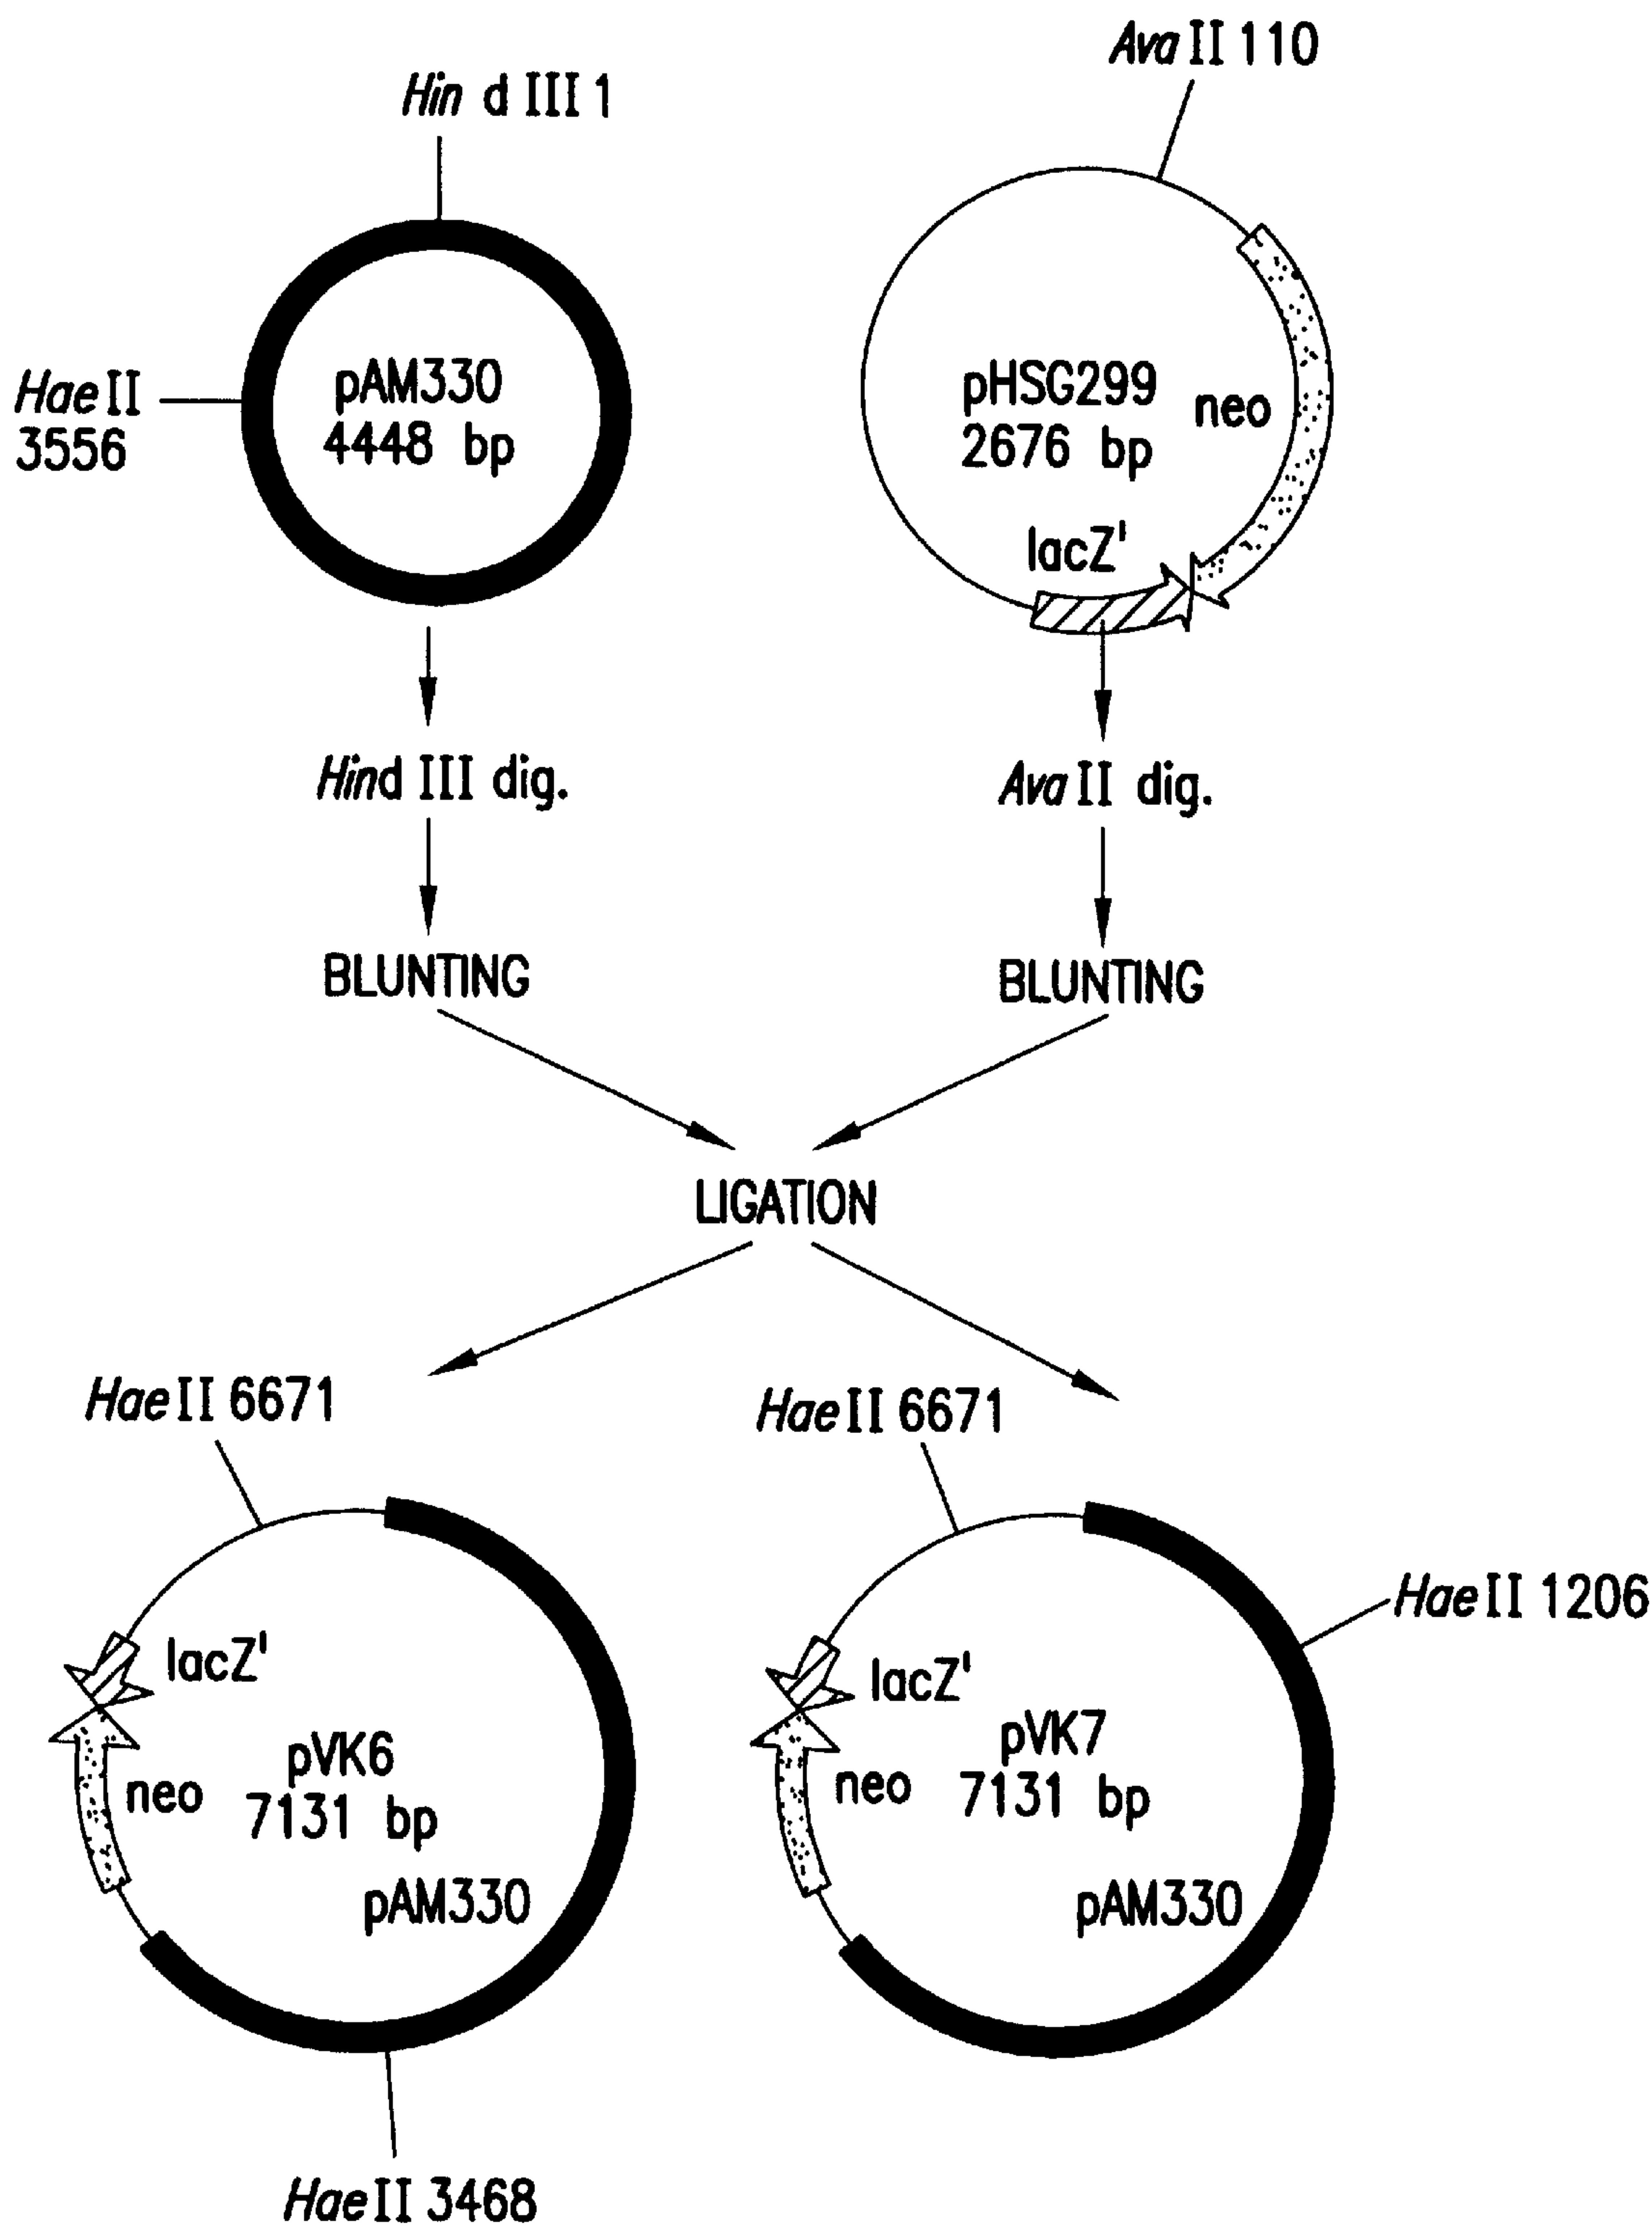 Ava II 110
Hin d III 1
Hae II
3556
pAM330
4448 bp
pHSG299
2676 bp
neo
lacZ'
Hind III dig.
Ava II dig.
BLUNTING
BLUNTING
LIGATION
Hae II 6671
Hae II 6671
Hae II 1206
lacZ'
lacZ'
pVK6
7131 bp
neo
pVK7
7131 bp
neo
pAM330
pAM330
Hae II 3468